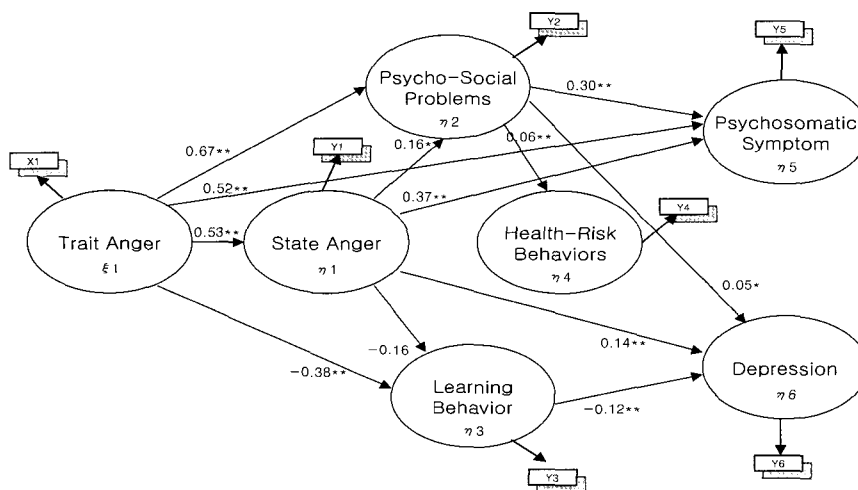 Y2
Y5
Psycho-Social
Problems
η2
0.30**
Psychosomatic
Symptom
η5
X1
Y1
0.67**
0.16*
0.06**
0.52**
0.37**
Y4
Trait Anger
ξ1
0.53**
State Anger
η1
Health-Risk
Behaviors
η4
0.05*
-0.16
0.14**
-0.38**
Learning
Behavior
η3
-0.12**
Depression
η6
Y3
Y6